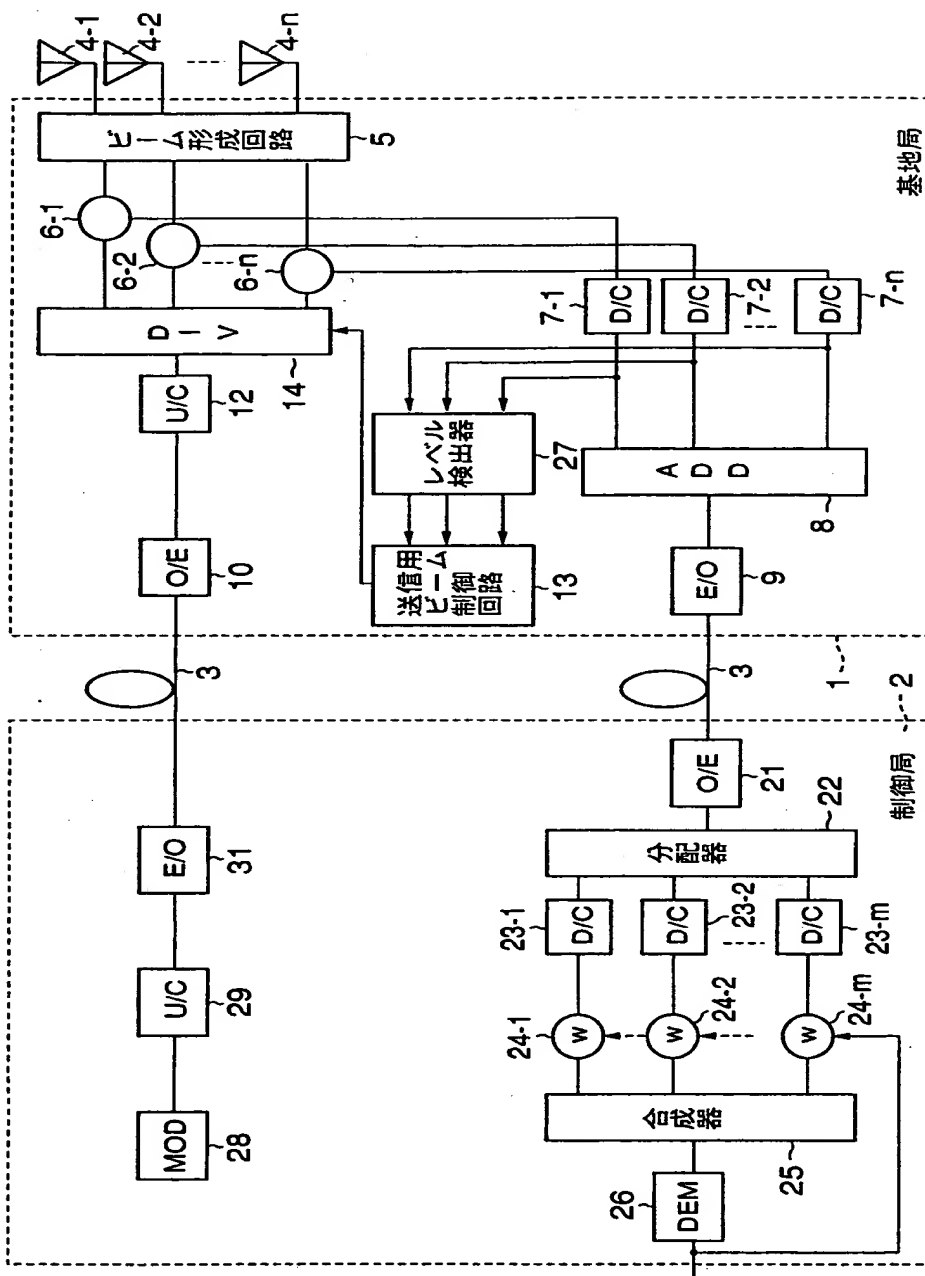 4-1
4-2
4-n
ビーム形成回路
5
6-1
6-2
6-n
DIV
14
U/C
12
O/E
10
7-1
D/C
7-2
D/C
7-n
D/C
レベル
検出器
27
送信用
ビーム
制御
回路
13
ADD
8
E/O
9
基地局
1
3
3
2
制御局
E/O
31
U/C
29
MOD
28
O/E
21
分配器
22
D/C
23-1
D/C
23-2
D/C
23-m
W
24-1
W
24-2
W
24-m
合成器
25
DEM
26